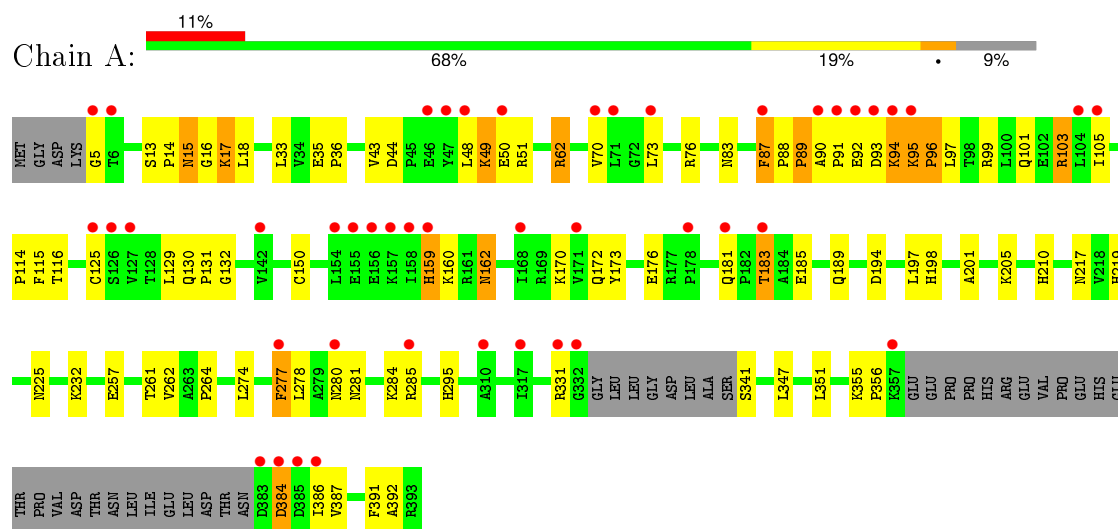 11%
Chain A:
68% 19% • 9%
MET GLY ASP LYS G5 T6 S13 P14 N15 G16 K17 L18 L33 V34 E35 P36 V43 D44 P45 E46 Y47 L48 K49 E50 R51 R62 V70 L71 G72 L73 R76 N83 F87 P88 P89 A90 P91 E92 D93 K94 K95 P96 L97 T98 R99 L100 Q101 E102 R103 L104 I105
P114 F115 T116 C125 S126 V127 T128 L129 Q130 P131 G132 V142 C150 L154 E155 E156 K157 I158 H159 K160 R161 N162 I168 R169 K170 V171 Q172 Y173 E176 R177 P178 Q181 P182 T183 A184 E185 Q189 D194 L197 H198 A201 K205 H210 N217 V218 H219
N225 K232 E257 T261 V262 A263 P264 L274 F277 L278 A279 N280 N281 K284 R285 H295 A310 I317 R331 G332 GLY LEU LEU GLY ASP LEU ALA SER S341 L347 L351 K355 P356 K357 GLU GLU PRO PRO HIS ARG GLU VAL PRO GLU HIS GLU
THR PRO VAL ASP THR ASN LEU ILE GLU LEU ASP THR ASN D383 D384 D385 I386 V387 F391 A392 R393